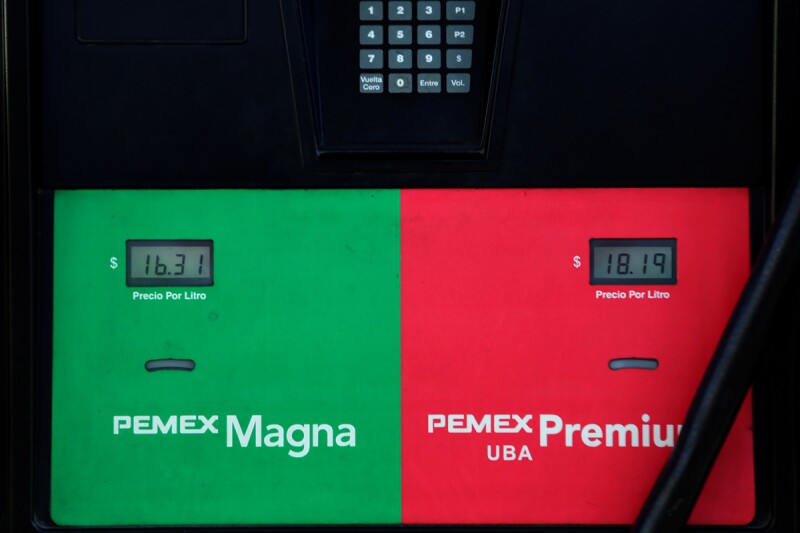 1 2 3 P1
4 5 6 P2
7 8 9 $
Vuelta Cero 0 Entre Vol.
$ 16.31
Precio Por Litro
PEMEX Magna
$ 18.19
Precio Por Litro
PEMEX Premiu
UBA